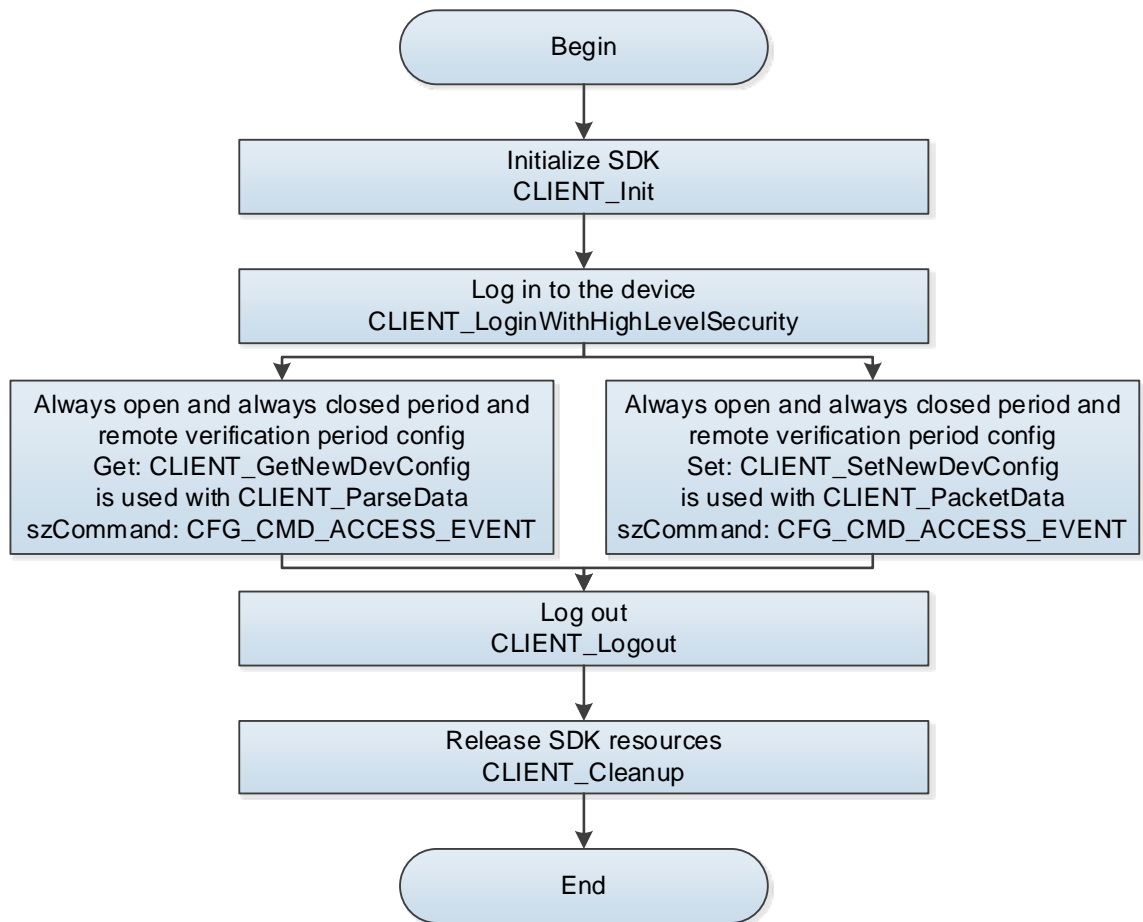 Begin
Initialize SDK
CLIENT_Init
Log in to the device
CLIENT_LoginWithHighLevelSecurity
Always open and always closed period and
remote verification period config
Get: CLIENT_GetNewDevConfig
is used with CLIENT_ParseData
szCommand: CFG_CMD_ACCESS_EVENT
Always open and always closed period and
remote verification period config
Set: CLIENT_SetNewDevConfig
is used with CLIENT_PacketData
szCommand: CFG_CMD_ACCESS_EVENT
Log out
CLIENT_Logout
Release SDK resources
CLIENT_Cleanup
End